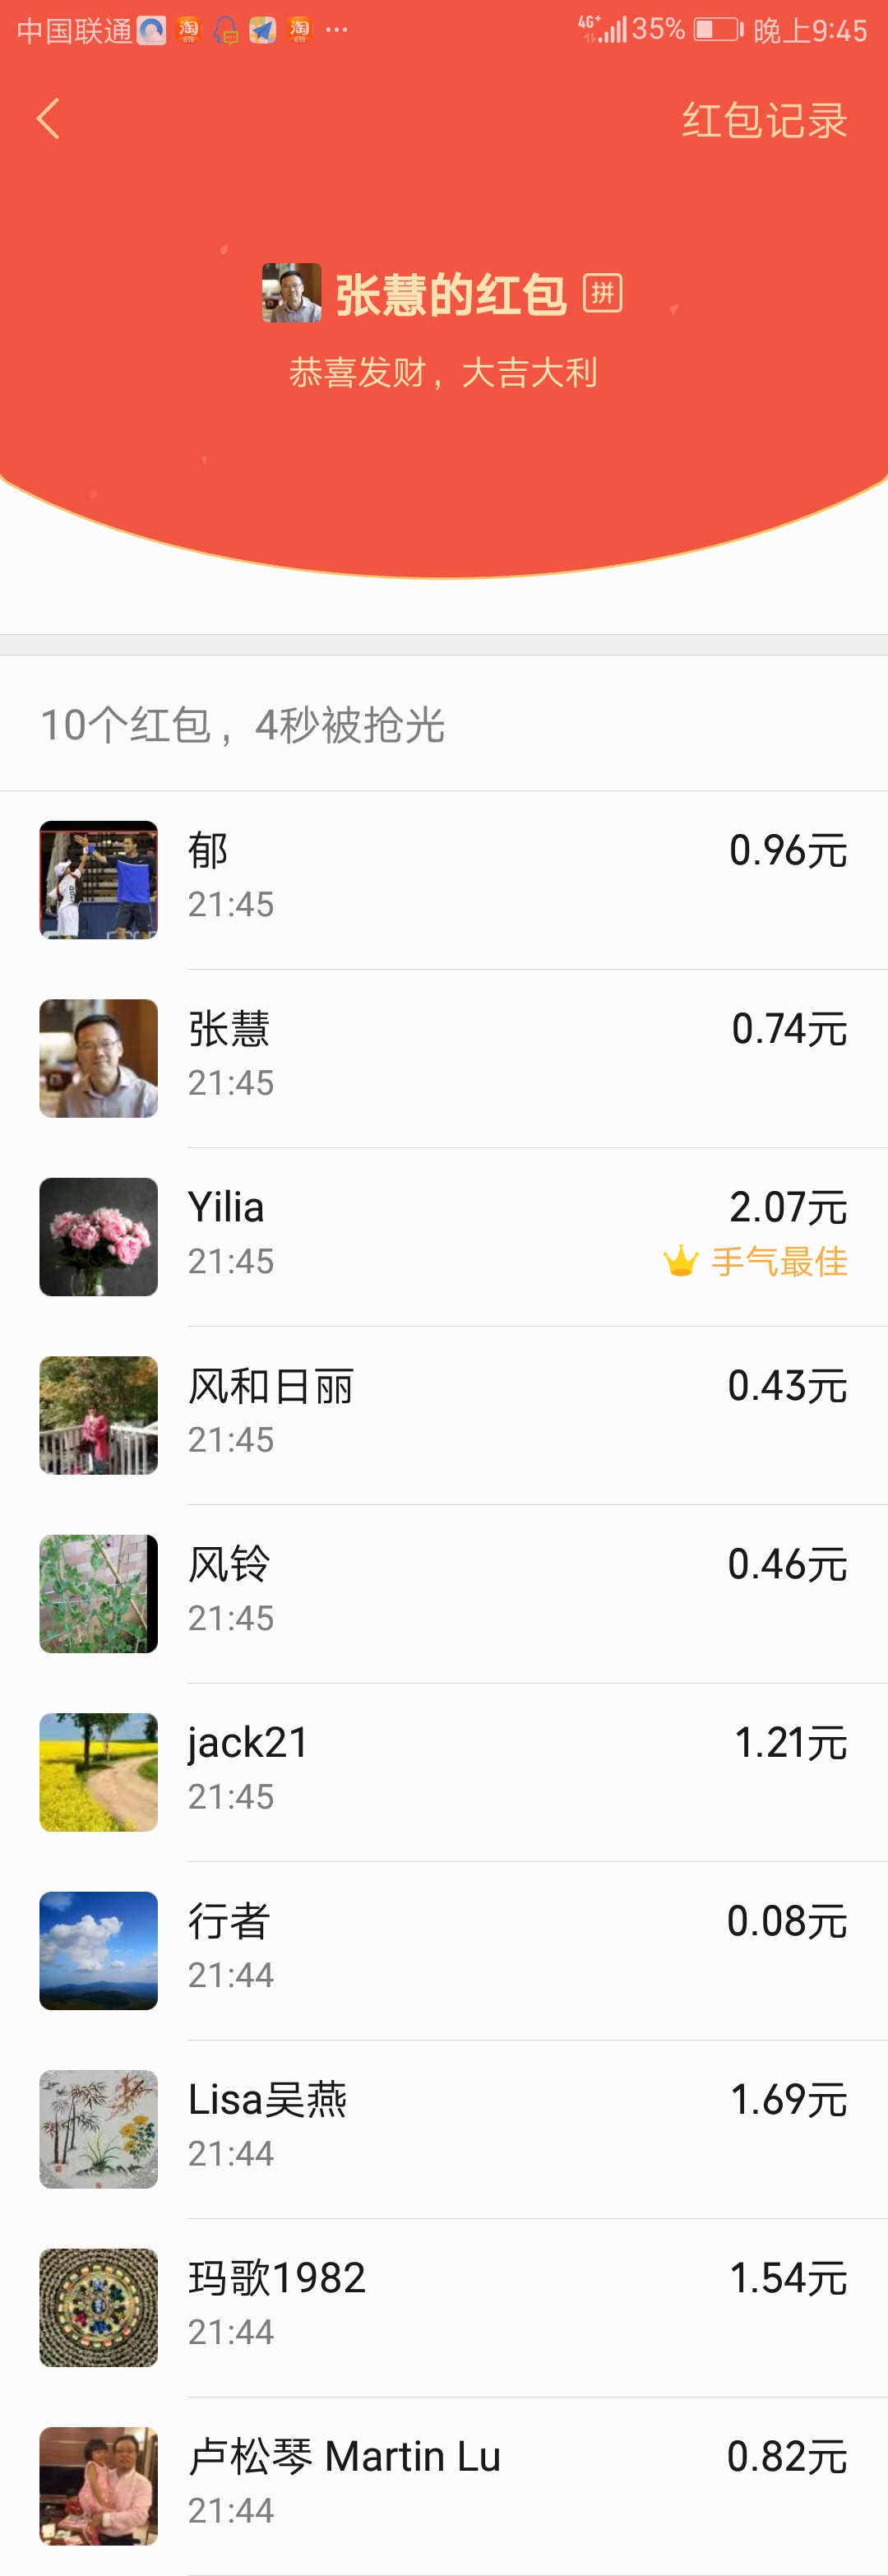 中国联通 淘 618 淘 618 ... 4G+ 35% 晚上9:45
红包记录
张慧的红包 拼
恭喜发财，大吉大利
10个红包，4秒被抢光
郁 0.96元
21:45
张慧 0.74元
21:45
Yilia 2.07元
21:45 手气最佳
风和日丽 0.43元
21:45
风铃 0.46元
21:45
jack21 1.21元
21:45
行者 0.08元
21:44
Lisa吴燕 1.69元
21:44
玛歌1982 1.54元
21:44
卢松琴 Martin Lu 0.82元
21:44